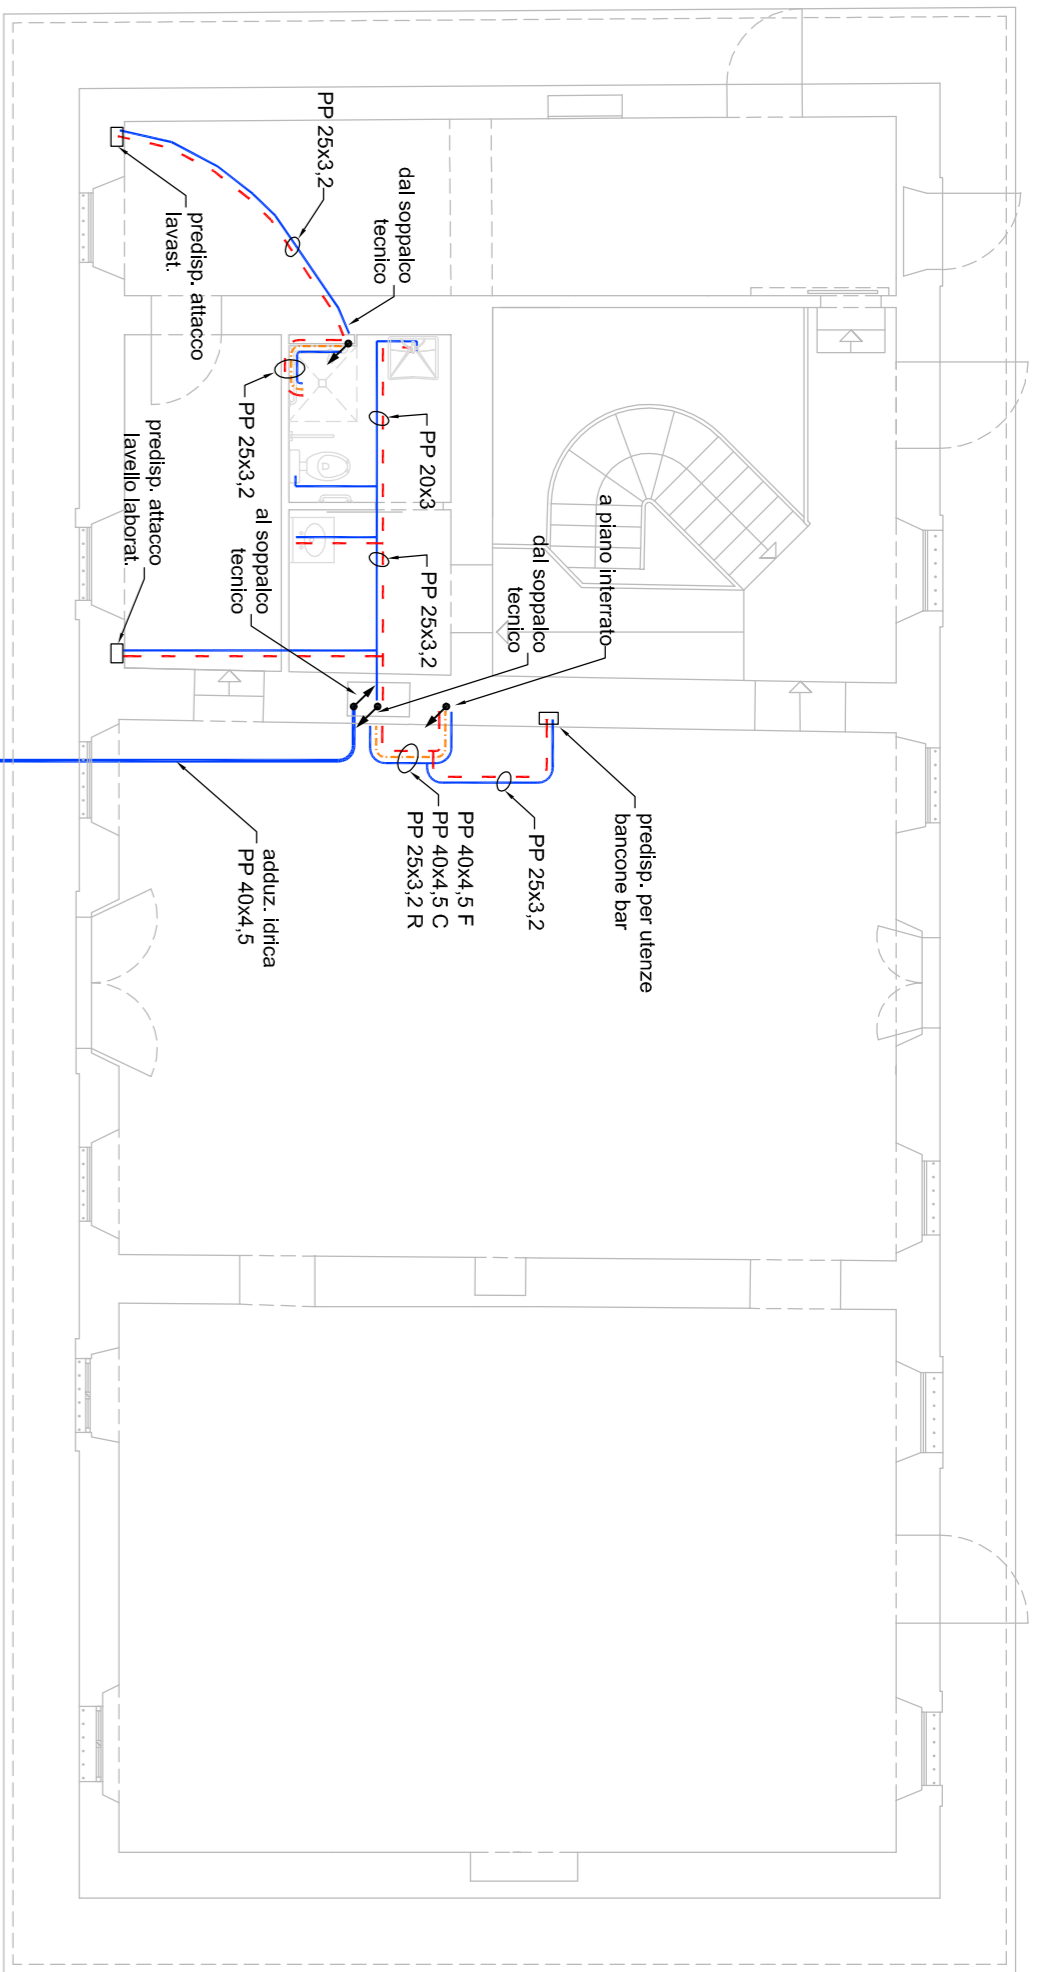 PP 25x3,2
dal soppalco
tecnico
predisp. attacco
lavast.
PP 25x3,2
PP 20x3
predisp. attacco
lavello laborat.
al soppalco
tecnico
PP 25x3,2
dal soppalco
tecnico
a piano interrato
predisp. per utenze
bancone bar
PP 25x3,2
PP 40x4,5 F
PP 40x4,5 C
PP 25x3,2 R
adduz. idrica
PP 40x4,5